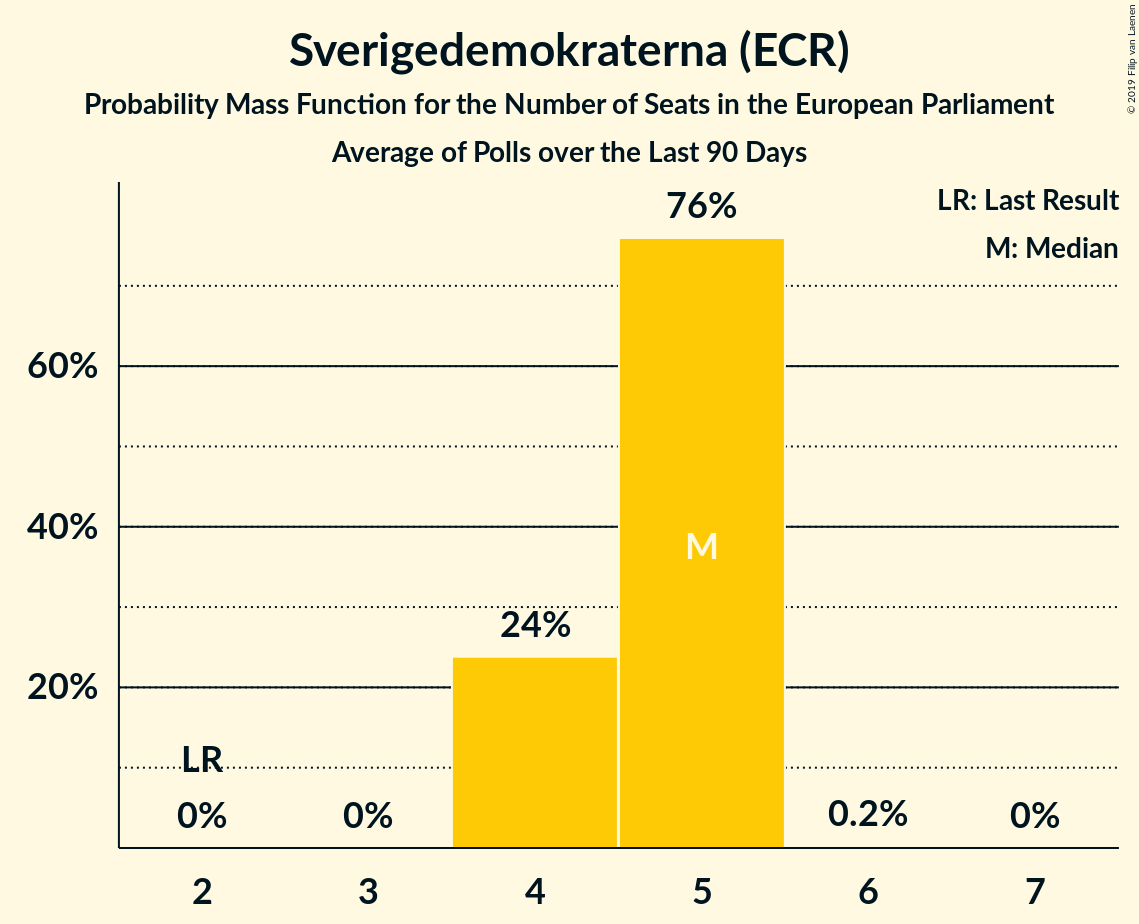 Sverigedemokraterna (ECR)
Probability Mass Function for the Number of Seats in the European Parliament
Average of Polls over the Last 90 Days
© 2019 Filip van Laenen
LR: Last Result
M: Median
76%
60%
40%
M
24%
20%
LR
0%
0%
0.2%
0%
2
3
4
5
6
7